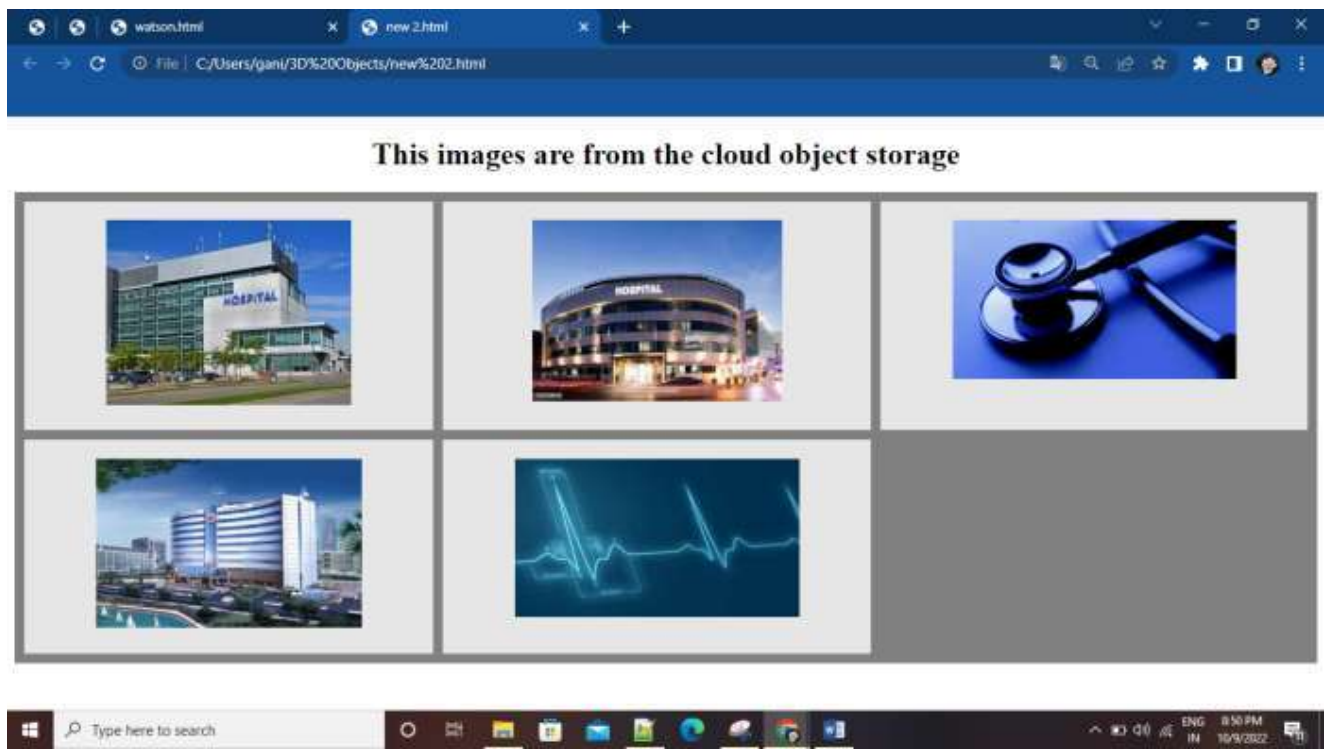 watson.html
new 2.html
File | C:/Users/gani/3D%20Objects/new%202.html
This images are from the cloud object storage
HOSPITAL
HOSPITAL
Type here to search
ENG
IN
8:50 PM
10/9/2022